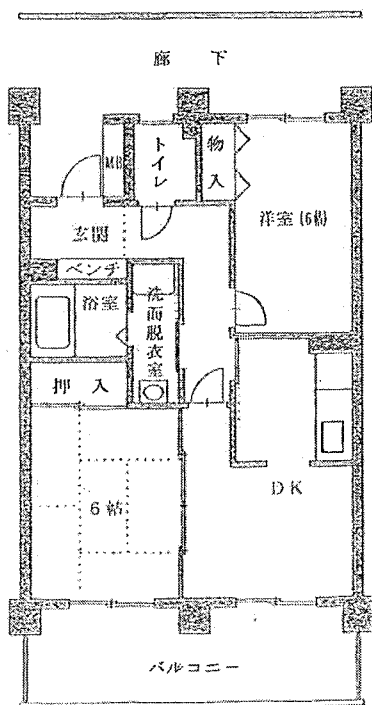 廊 下
MB
トイレ
物入
洋室(6帖)
玄関
ベンチ
浴室
洗面脱衣室
押 入
6帖
DK
バルコニー